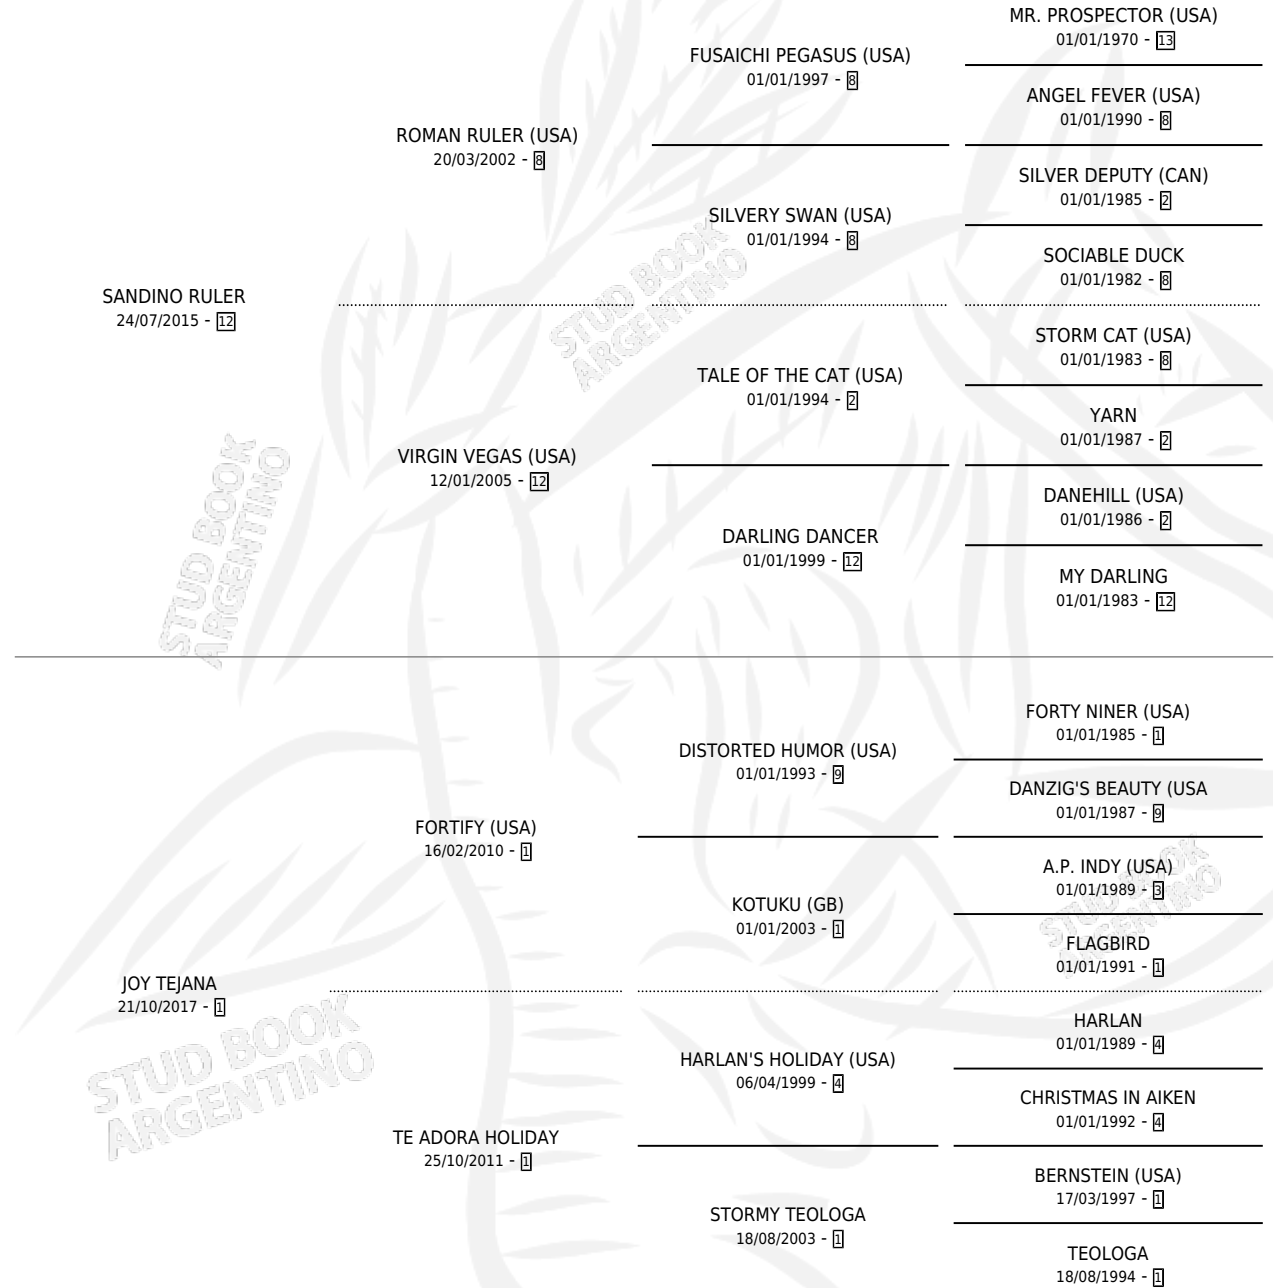 MR. PROSPECTOR (USA)
01/01/1970 - 13
FUSAICHI PEGASUS (USA)
01/01/1997 - 8
ANGEL FEVER (USA)
01/01/1990 - 8
ROMAN RULER (USA)
20/03/2002 - 8
SILVER DEPUTY (CAN)
01/01/1985 - 2
SILVERY SWAN (USA)
01/01/1994 - 8
SOCIABLE DUCK
01/01/1982 - 8
SANDINO RULER
24/07/2015 - 12
STORM CAT (USA)
01/01/1983 - 8
TALE OF THE CAT (USA)
01/01/1994 - 2
YARN
01/01/1987 - 2
VIRGIN VEGAS (USA)
12/01/2005 - 12
DANEHILL (USA)
01/01/1986 - 2
DARLING DANCER
01/01/1999 - 12
MY DARLING
01/01/1983 - 12
FORTY NINER (USA)
01/01/1985 - 1
DISTORTED HUMOR (USA)
01/01/1993 - 9
DANZIG'S BEAUTY (USA
01/01/1987 - 9
FORTIFY (USA)
16/02/2010 - 1
A.P. INDY (USA)
01/01/1989 - 3
KOTUKU (GB)
01/01/2003 - 1
FLAGBIRD
01/01/1991 - 1
JOY TEJANA
21/10/2017 - 1
HARLAN
01/01/1989 - 4
HARLAN'S HOLIDAY (USA)
06/04/1999 - 4
CHRISTMAS IN AIKEN
01/01/1992 - 4
TE ADORA HOLIDAY
25/10/2011 - 1
BERNSTEIN (USA)
17/03/1997 - 1
STORMY TEOLOGA
18/08/2003 - 1
TEOLOGA
18/08/1994 - 1
STUD BOOK
ARGENTINO
STUD BOOK
ARGENTINO
STUD BOOK
ARGENTINO
STUD BOOK
ARGENTINO